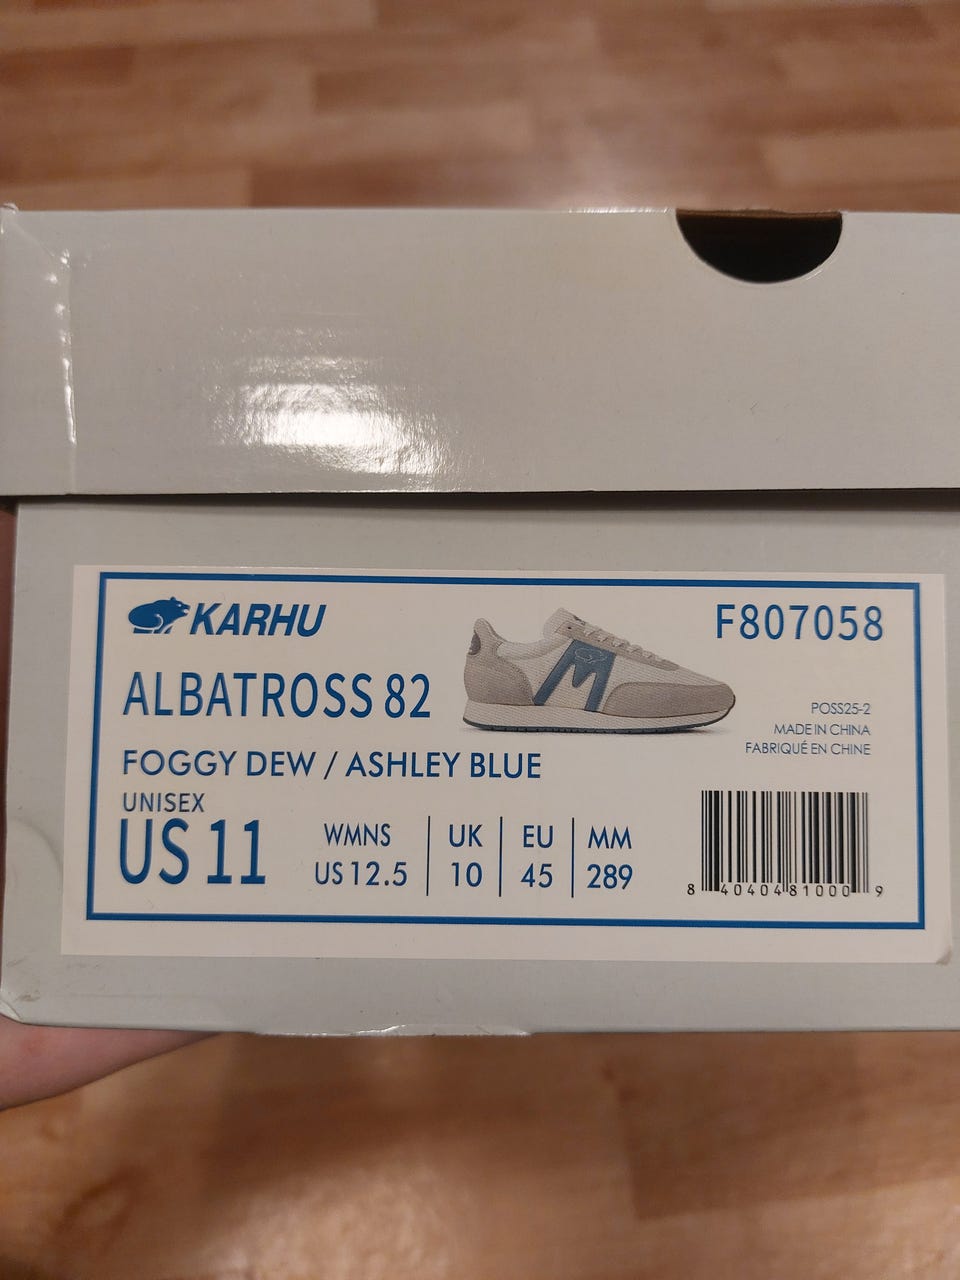 KARHU
F807058
ALBATROSS 82
POSS25-2
MADE IN CHINA
FABRIQUÉ EN CHINE
FOGGY DEW / ASHLEY BLUE
UNISEX
US 11
WMNS
US 12.5
UK
10
EU
45
MM
289
8 40404 81000 9